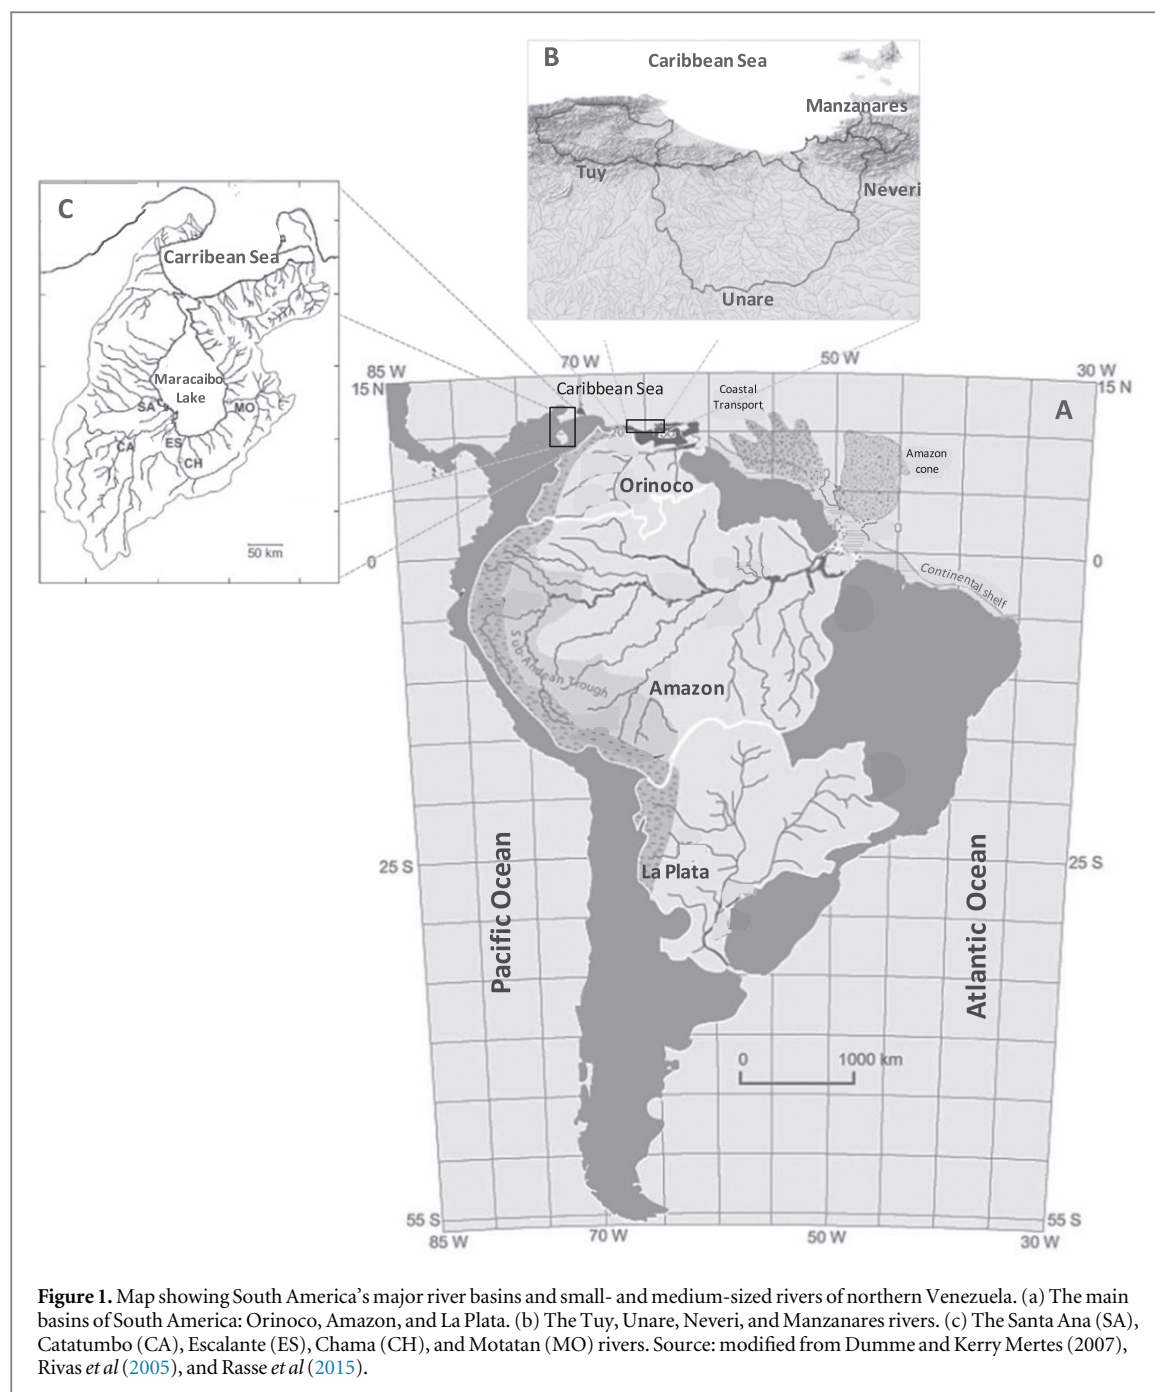 B
Caribbean Sea
Manzanares
Tuy
Neveri
Unare
C
Carribean Sea
Maracaibo
Lake
SA
MO
CA
ES
CH
50 km
70 W
50 W
85 W
30 W
15 N
15 N
Caribbean Sea
Coastal
Transport
A
Amazon
cone
Orinoco
0
0
Continental shelf
Sub-Andean Trough
Amazon
Pacific Ocean
Atlantic Ocean
25 S
25 S
La Plata
0
1000 km
55 S
55 S
85 W
70 W
50 W
30 W
Figure 1. Map showing South America's major river basins and small- and medium-sized rivers of northern Venezuela. (a) The main
basins of South America: Orinoco, Amazon, and La Plata. (b) The Tuy, Unare, Neveri, and Manzanares rivers. (c) The Santa Ana (SA),
Catatumbo (CA), Escalante (ES), Chama (CH), and Motatan (MO) rivers. Source: modified from Dumme and Kerry Mertes (2007),
Rivas et al (2005), and Rasse et al (2015).